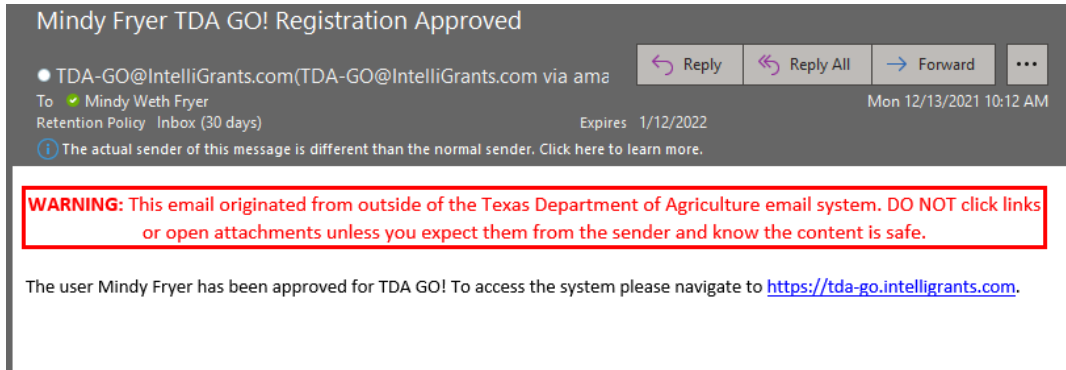 Mindy Fryer TDA GO! Registration Approved
TDA-GO@IntelliGrants.com(TDA-GO@IntelliGrants.com via ama
Reply
Reply All
Forward
...
To Mindy Weth Fryer
Mon 12/13/2021 10:12 AM
Retention Policy Inbox (30 days)
Expires 1/12/2022
The actual sender of this message is different than the normal sender. Click here to learn more.
WARNING: This email originated from outside of the Texas Department of Agriculture email system. DO NOT click links
or open attachments unless you expect them from the sender and know the content is safe.
The user Mindy Fryer has been approved for TDA GO! To access the system please navigate to https://tda-go.intelligrants.com.